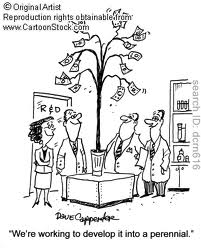 © Original Artist
Reproduction rights obtainable from
www.CartoonStock.com
R & D
search ID: dcrn616
Dave Carpenter
"We're working to develop it into a perennial."